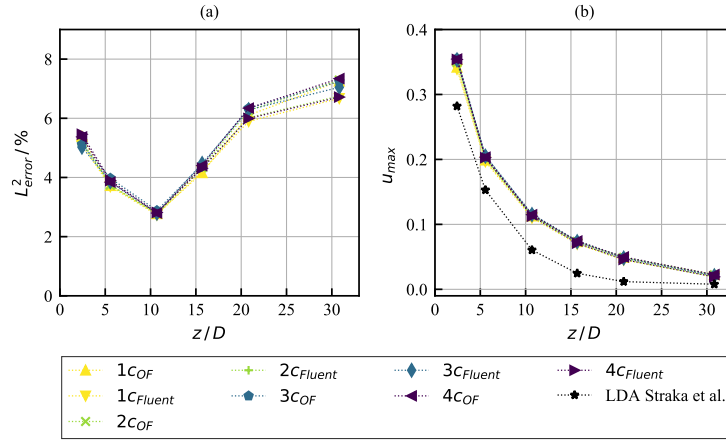 (a)
(b)
L²error / %
8
6
4
2
0
0 5 10 15 20 25 30
z / D
umax
0.4
0.3
0.2
0.1
0.0
0 5 10 15 20 25 30
z / D
1cOF
1cFluent
2cOF
2cFluent
3cOF
3cFluent
4cOF
4cFluent
LDA Straka et al.